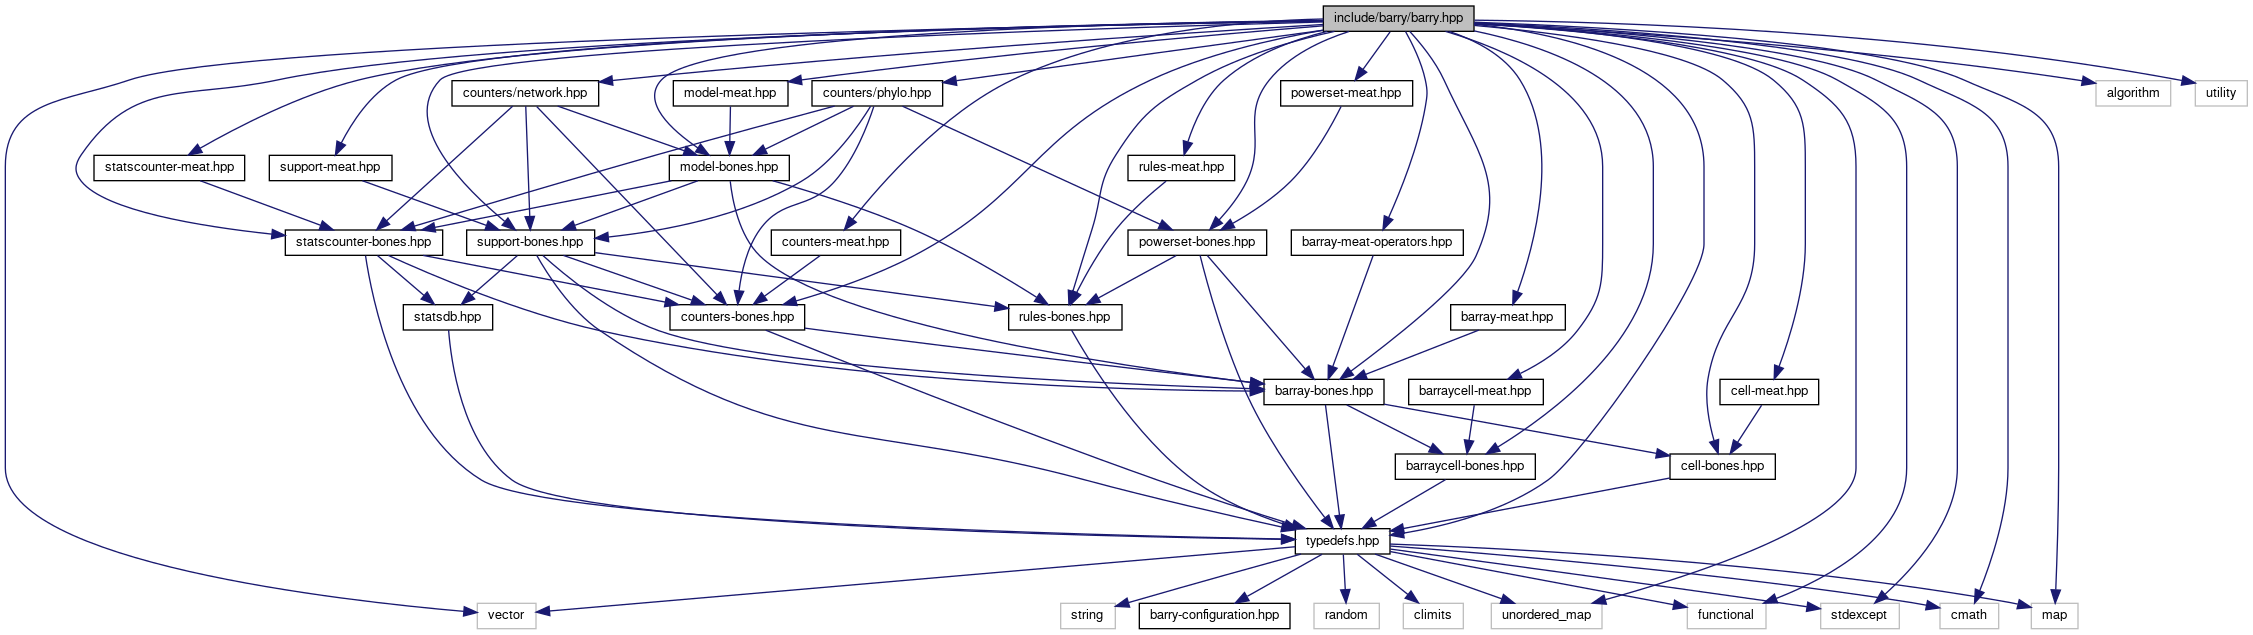 include/barry/barry.hpp
counters/network.hpp
model-meat.hpp
counters/phylo.hpp
powerset-meat.hpp
algorithm
utility
statscounter-meat.hpp
support-meat.hpp
model-bones.hpp
rules-meat.hpp
statscounter-bones.hpp
support-bones.hpp
counters-meat.hpp
powerset-bones.hpp
barray-meat-operators.hpp
statsdb.hpp
counters-bones.hpp
rules-bones.hpp
barray-meat.hpp
barray-bones.hpp
barraycell-meat.hpp
cell-meat.hpp
barraycell-bones.hpp
cell-bones.hpp
typedefs.hpp
vector
string
barry-configuration.hpp
random
climits
unordered_map
functional
stdexcept
cmath
map